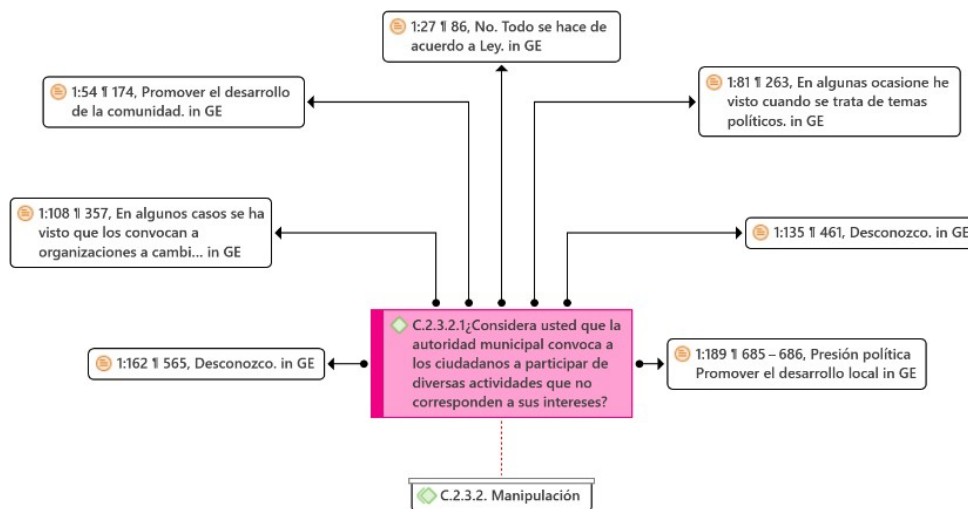 1:27 ¶ 86, No. Todo se hace de
acuerdo a Ley. in GE
1:54 ¶ 174, Promover el desarrollo
de la comunidad. in GE
1:81 ¶ 263, En algunas ocasione he
visto cuando se trata de temas
políticos. in GE
1:108 ¶ 357, En algunos casos se ha
visto que los convocan a
organizaciones a cambi... in GE
1:135 ¶ 461, Desconozco. in GE
C.2.3.2.1¿Considera usted que la
autoridad municipal convoca a
los ciudadanos a participar de
diversas actividades que no
corresponden a sus intereses?
1:162 ¶ 565, Desconozco. in GE
1:189 ¶ 685 – 686, Presión política
Promover el desarrollo local in GE
C.2.3.2. Manipulación